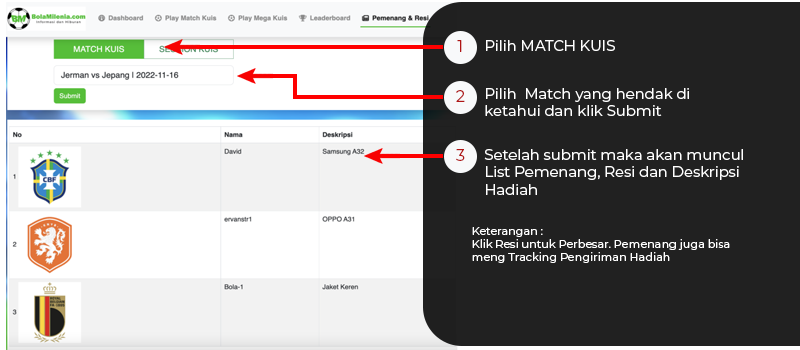 BolaMilenia.com
Informasi dan Hiburan
Dashboard
Play Match Kuis
Play Mega Kuis
Leaderboard
Pemenang & Resi
MATCH KUIS
Jerman vs Jepang | 2022-11-16
Submit
No
Nama
Deskripsi
1
CBF
David
Samsung A32
2
ervanstr1
OPPO A31
3
Bola-1
Jaket Keren
1 Pilih MATCH KUIS
2 Pilih Match yang hendak di
ketahui dan klik Submit
3 Setelah submit maka akan muncul
List Pemenang, Resi dan Deskripsi
Hadiah
Keterangan :
Klik Resi untuk Perbesar. Pemenang juga bisa
meng Tracking Pengiriman Hadiah